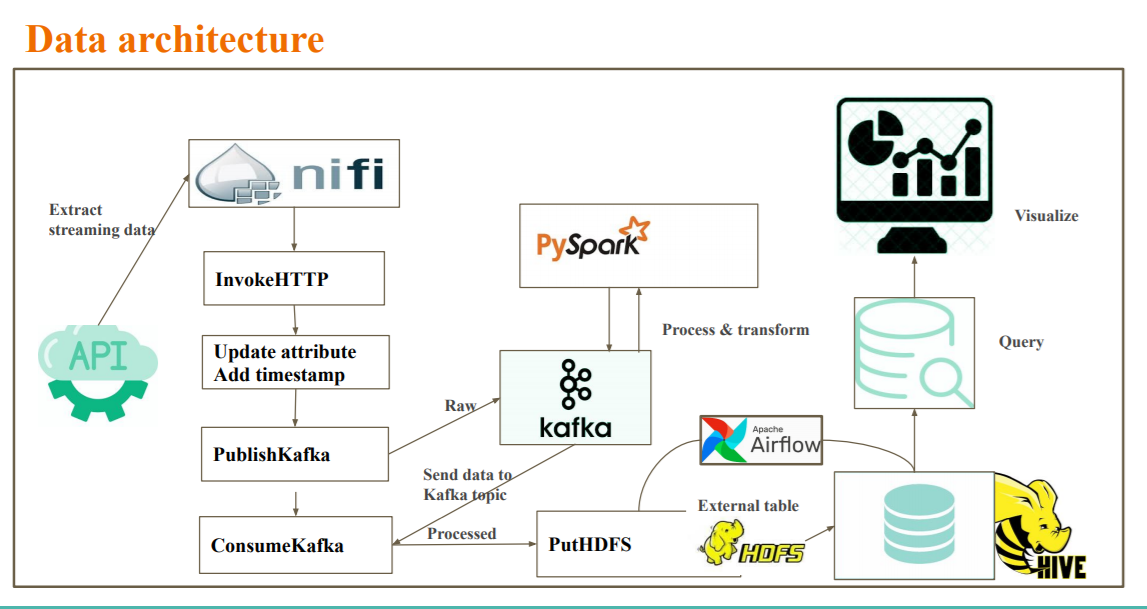 Data architecture
nifi
Extract
streaming data
InvokeHTTP
API
Update attribute
Add timestamp
PublishKafka
ConsumeKafka
Raw
PySpark
Process & transform
kafka
Send data to
Kafka topic
Processed
PutHDFS
Apache
Airflow
External table
HDFS
HIVE
Query
Visualize